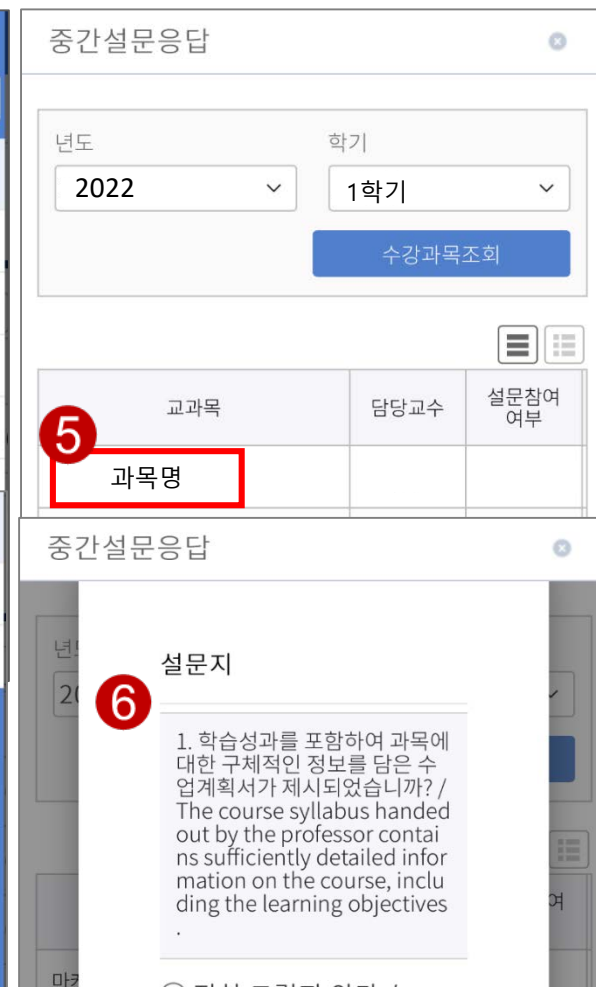 중간설문응답
년도 학기
2022 1학기
수강과목조회
교과목 담당교수 설문참여
여부
5
과목명
중간설문응답
설문지
6
1. 학습성과를 포함하여 과목에
대한 구체적인 정보를 담은 수
업계획서가 제시되었습니까? /
The course syllabus handed
out by the professor contai
ns sufficiently detailed infor
mation on the course, inclu
ding the learning objectives
.